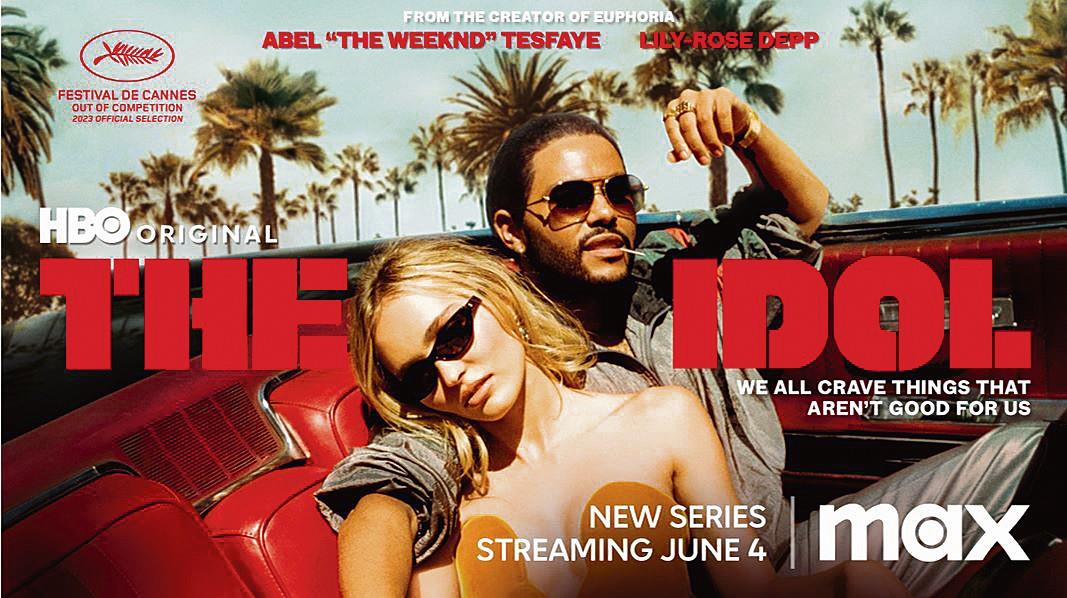 FROM THE CREATOR OF EUPHORIA
ABEL “THE WEEKND” TESFAYE LILY-ROSE DEPP
FESTIVAL DE CANNES
OUT OF COMPETITION
2023 OFFICIAL SELECTION
HBO ORIGINAL
THE IDOL
WE ALL CRAVE THINGS THAT
AREN’T GOOD FOR US
NEW SERIES
STREAMING JUNE 4
max